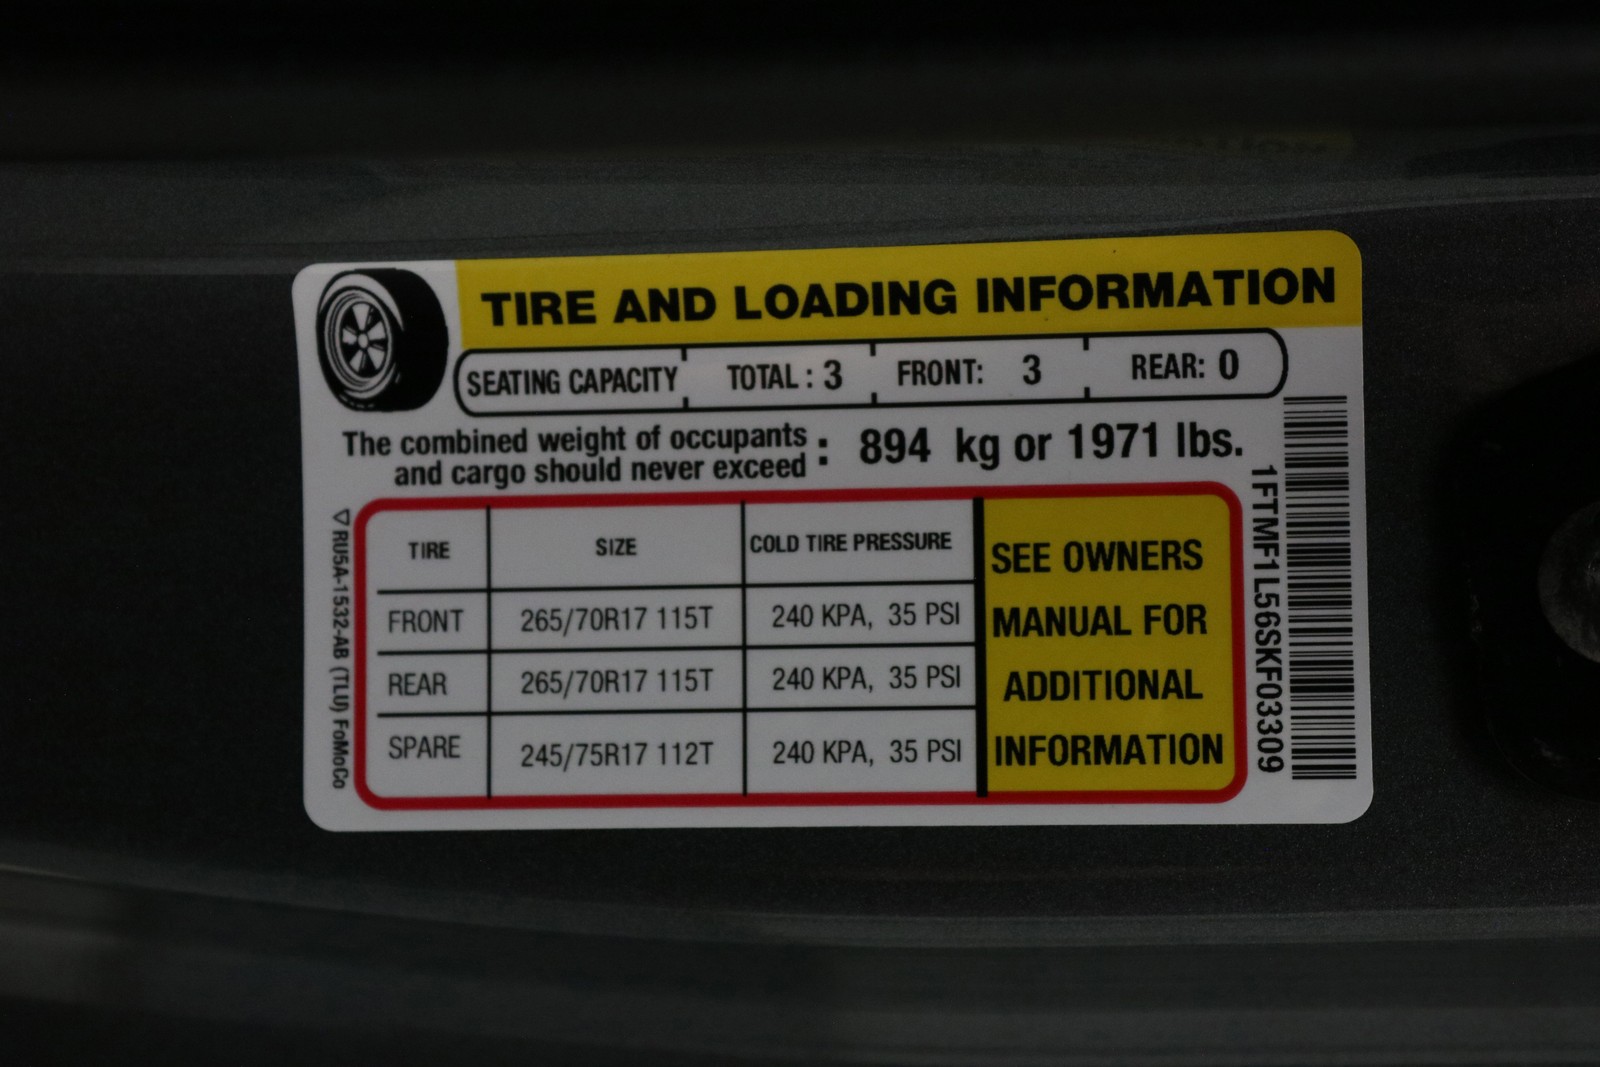 TIRE AND LOADING INFORMATION
SEATING CAPACITY TOTAL : 3 FRONT: 3 REAR: 0
The combined weight of occupants
and cargo should never exceed : 894 kg or 1971 lbs.
TIRE SIZE COLD TIRE PRESSURE
FRONT 265/70R17 115T 240 KPA, 35 PSI
REAR 265/70R17 115T 240 KPA, 35 PSI
SPARE 245/75R17 112T 240 KPA, 35 PSI
SEE OWNERS
MANUAL FOR
ADDITIONAL
INFORMATION
RU5A-1532-AB (TLU) FoMoCo
1FTMF1L56SKF03309